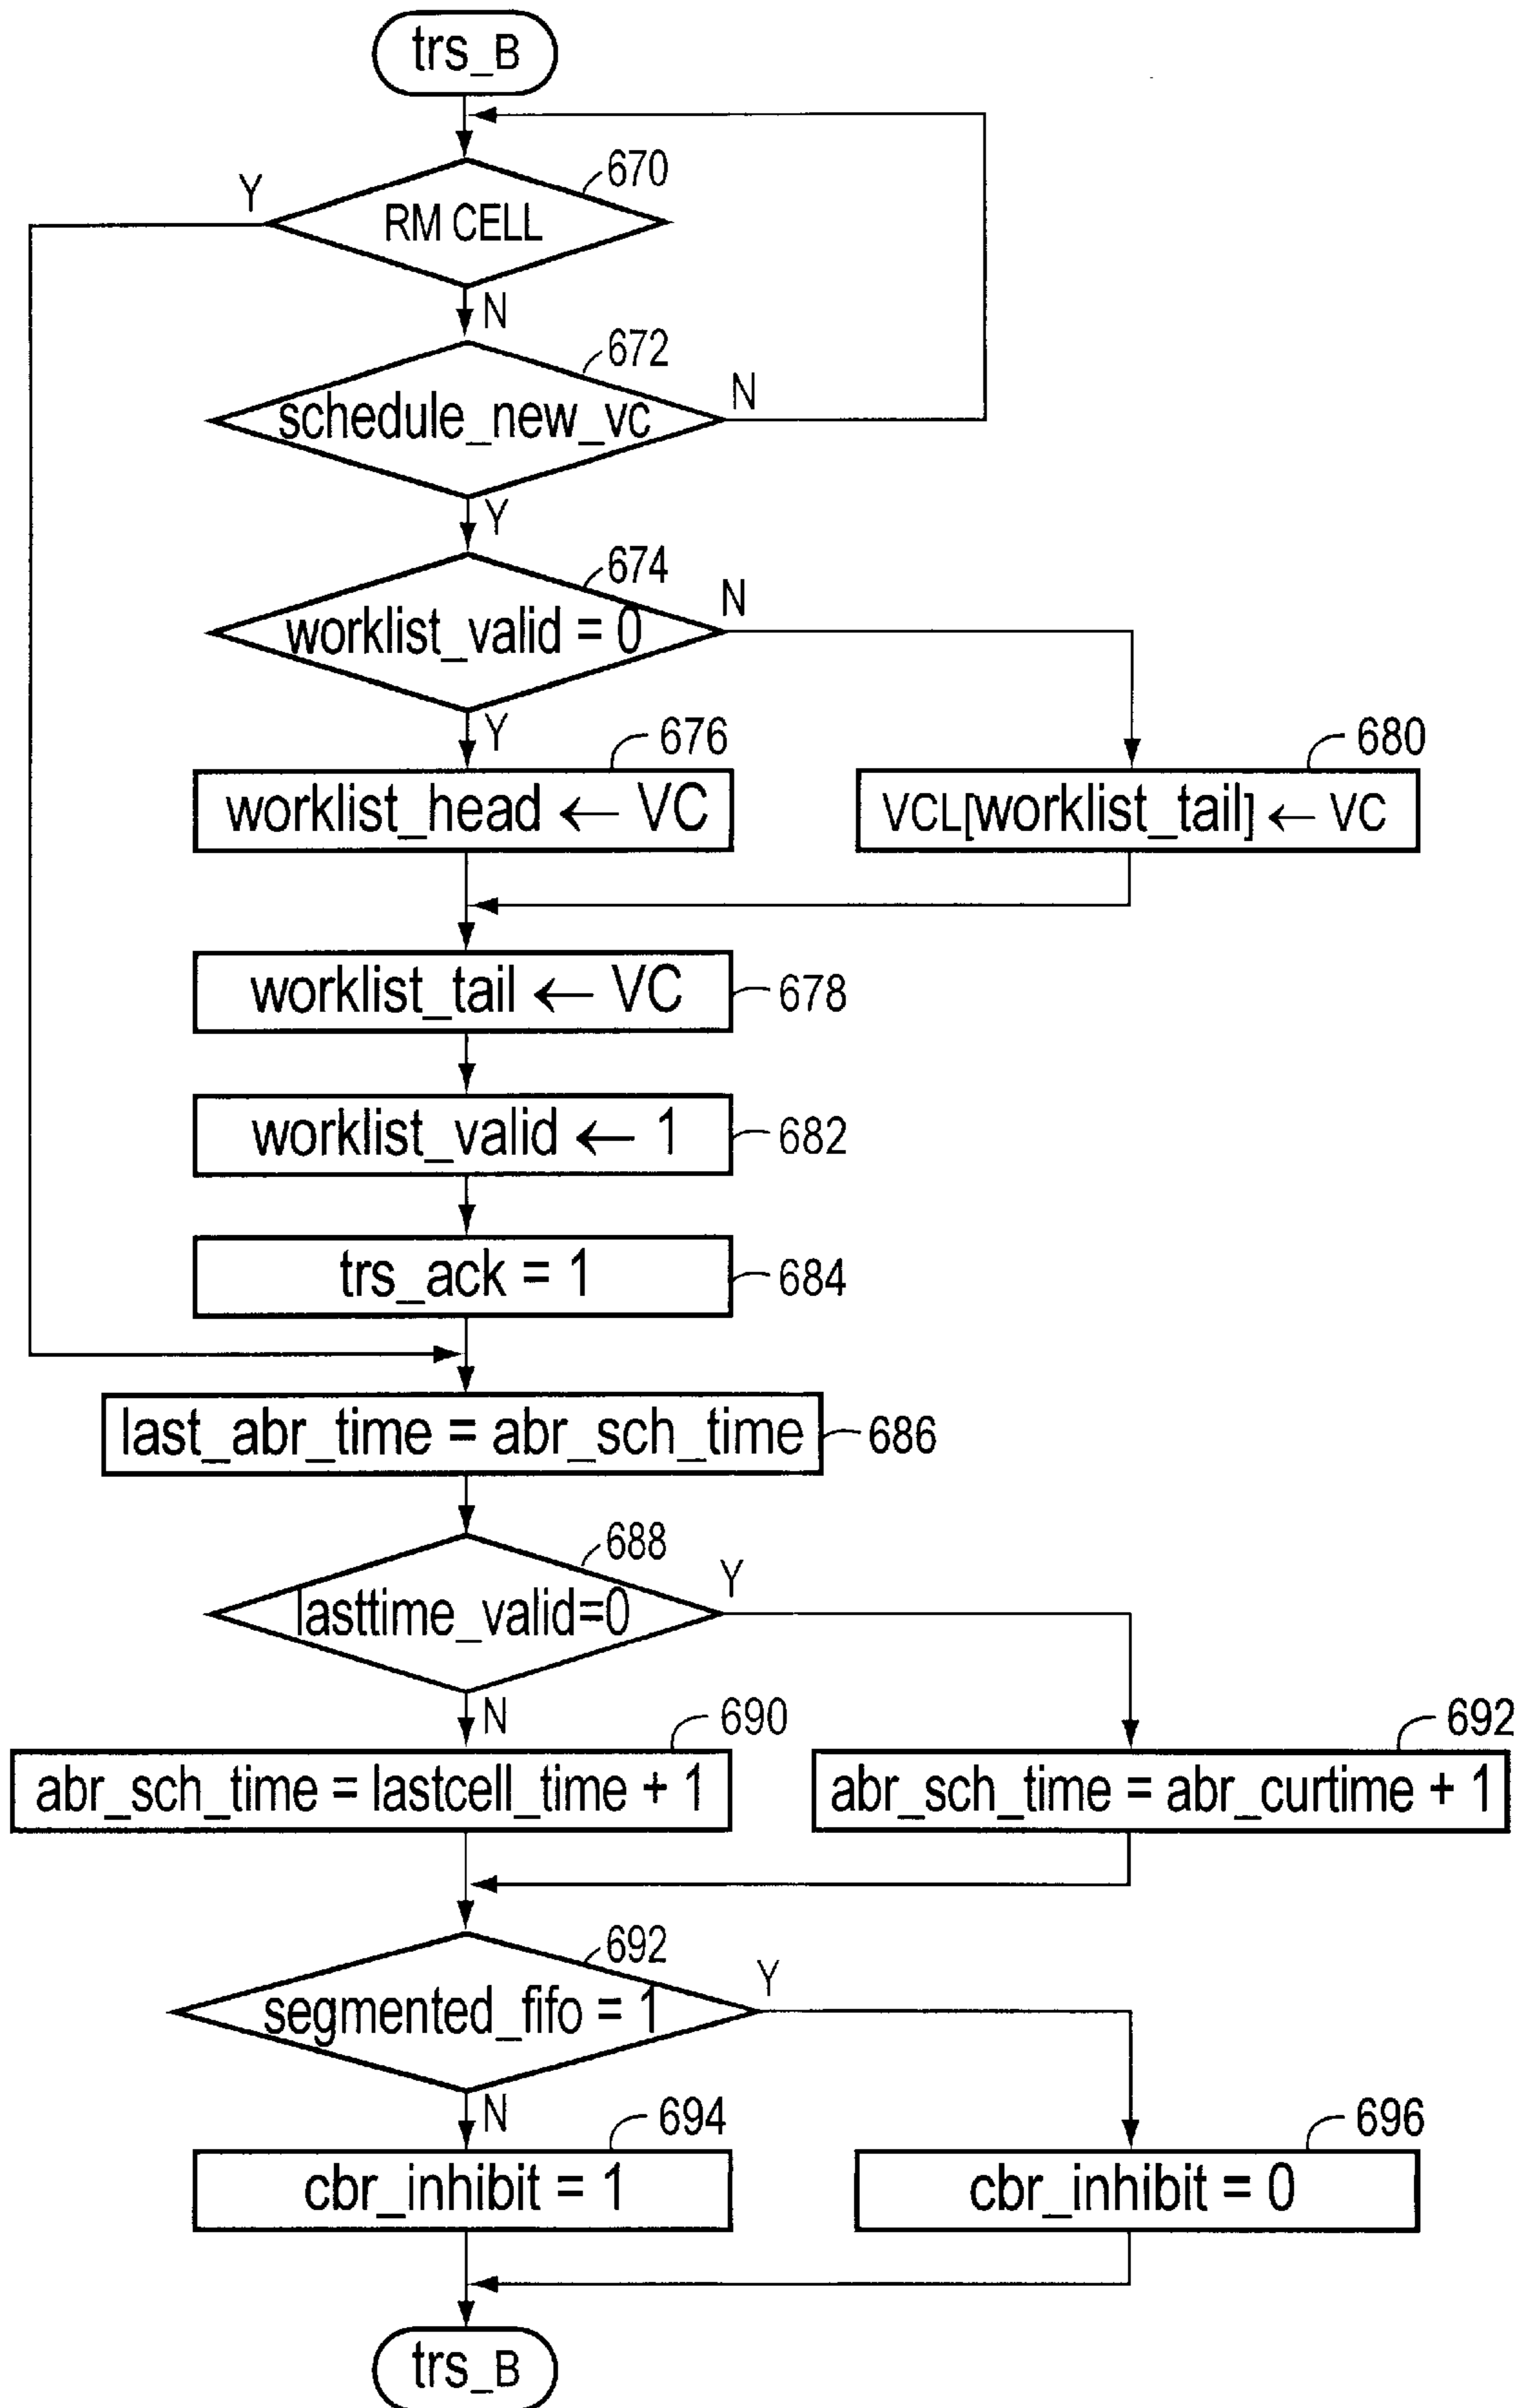 trs_B
670
Y
RM CELL
N
672
schedule_new_vc
N
Y
674
worklist_valid = 0
N
Y
676
worklist_head ← VC
680
VCL[worklist_tail] ← VC
worklist_tail ← VC
678
worklist_valid ← 1
682
trs_ack = 1
684
last_abr_time = abr_sch_time
686
688
lasttime_valid=0
Y
N
690
abr_sch_time = lastcell_time + 1
692
abr_sch_time = abr_curtime + 1
692
segmented_fifo = 1
Y
N
694
cbr_inhibit = 1
696
cbr_inhibit = 0
trs_B